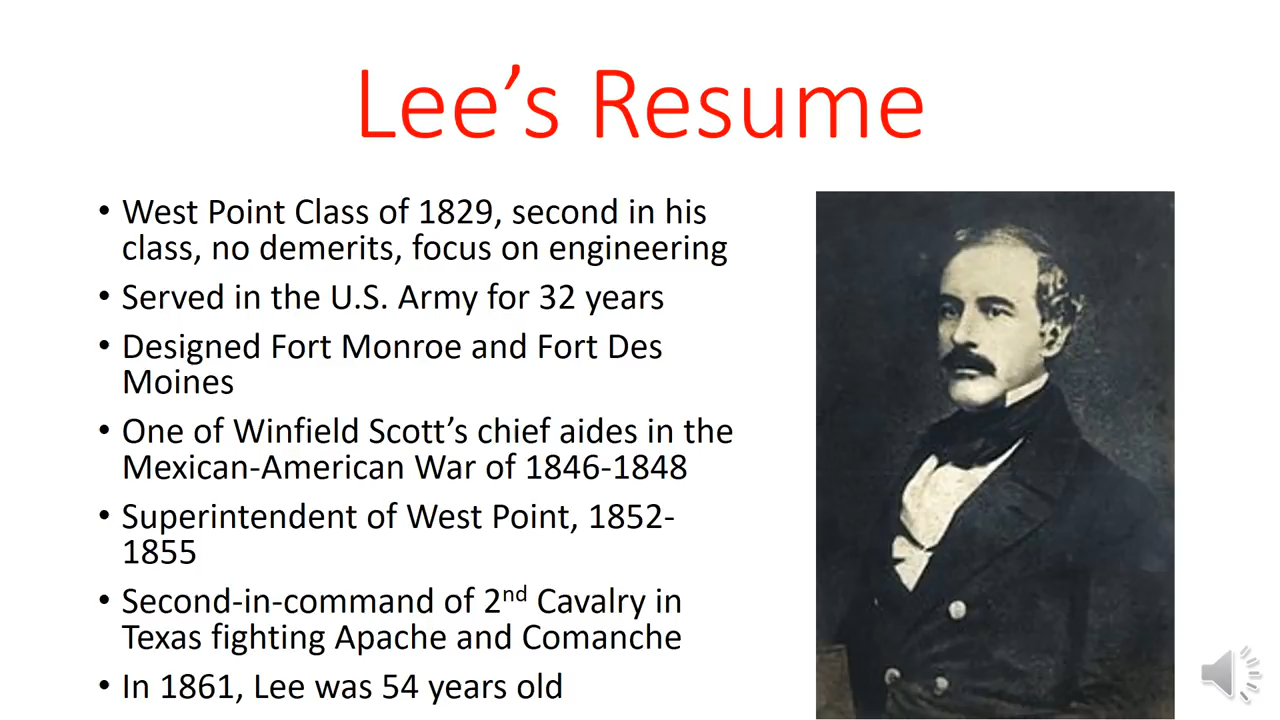 Lee’s Resume
• West Point Class of 1829, second in his
class, no demerits, focus on engineering
• Served in the U.S. Army for 32 years
• Designed Fort Monroe and Fort Des
Moines
• One of Winfield Scott’s chief aides in the
Mexican-American War of 1846-1848
• Superintendent of West Point, 1852-
1855
• Second-in-command of 2nd Cavalry in
Texas fighting Apache and Comanche
• In 1861, Lee was 54 years old